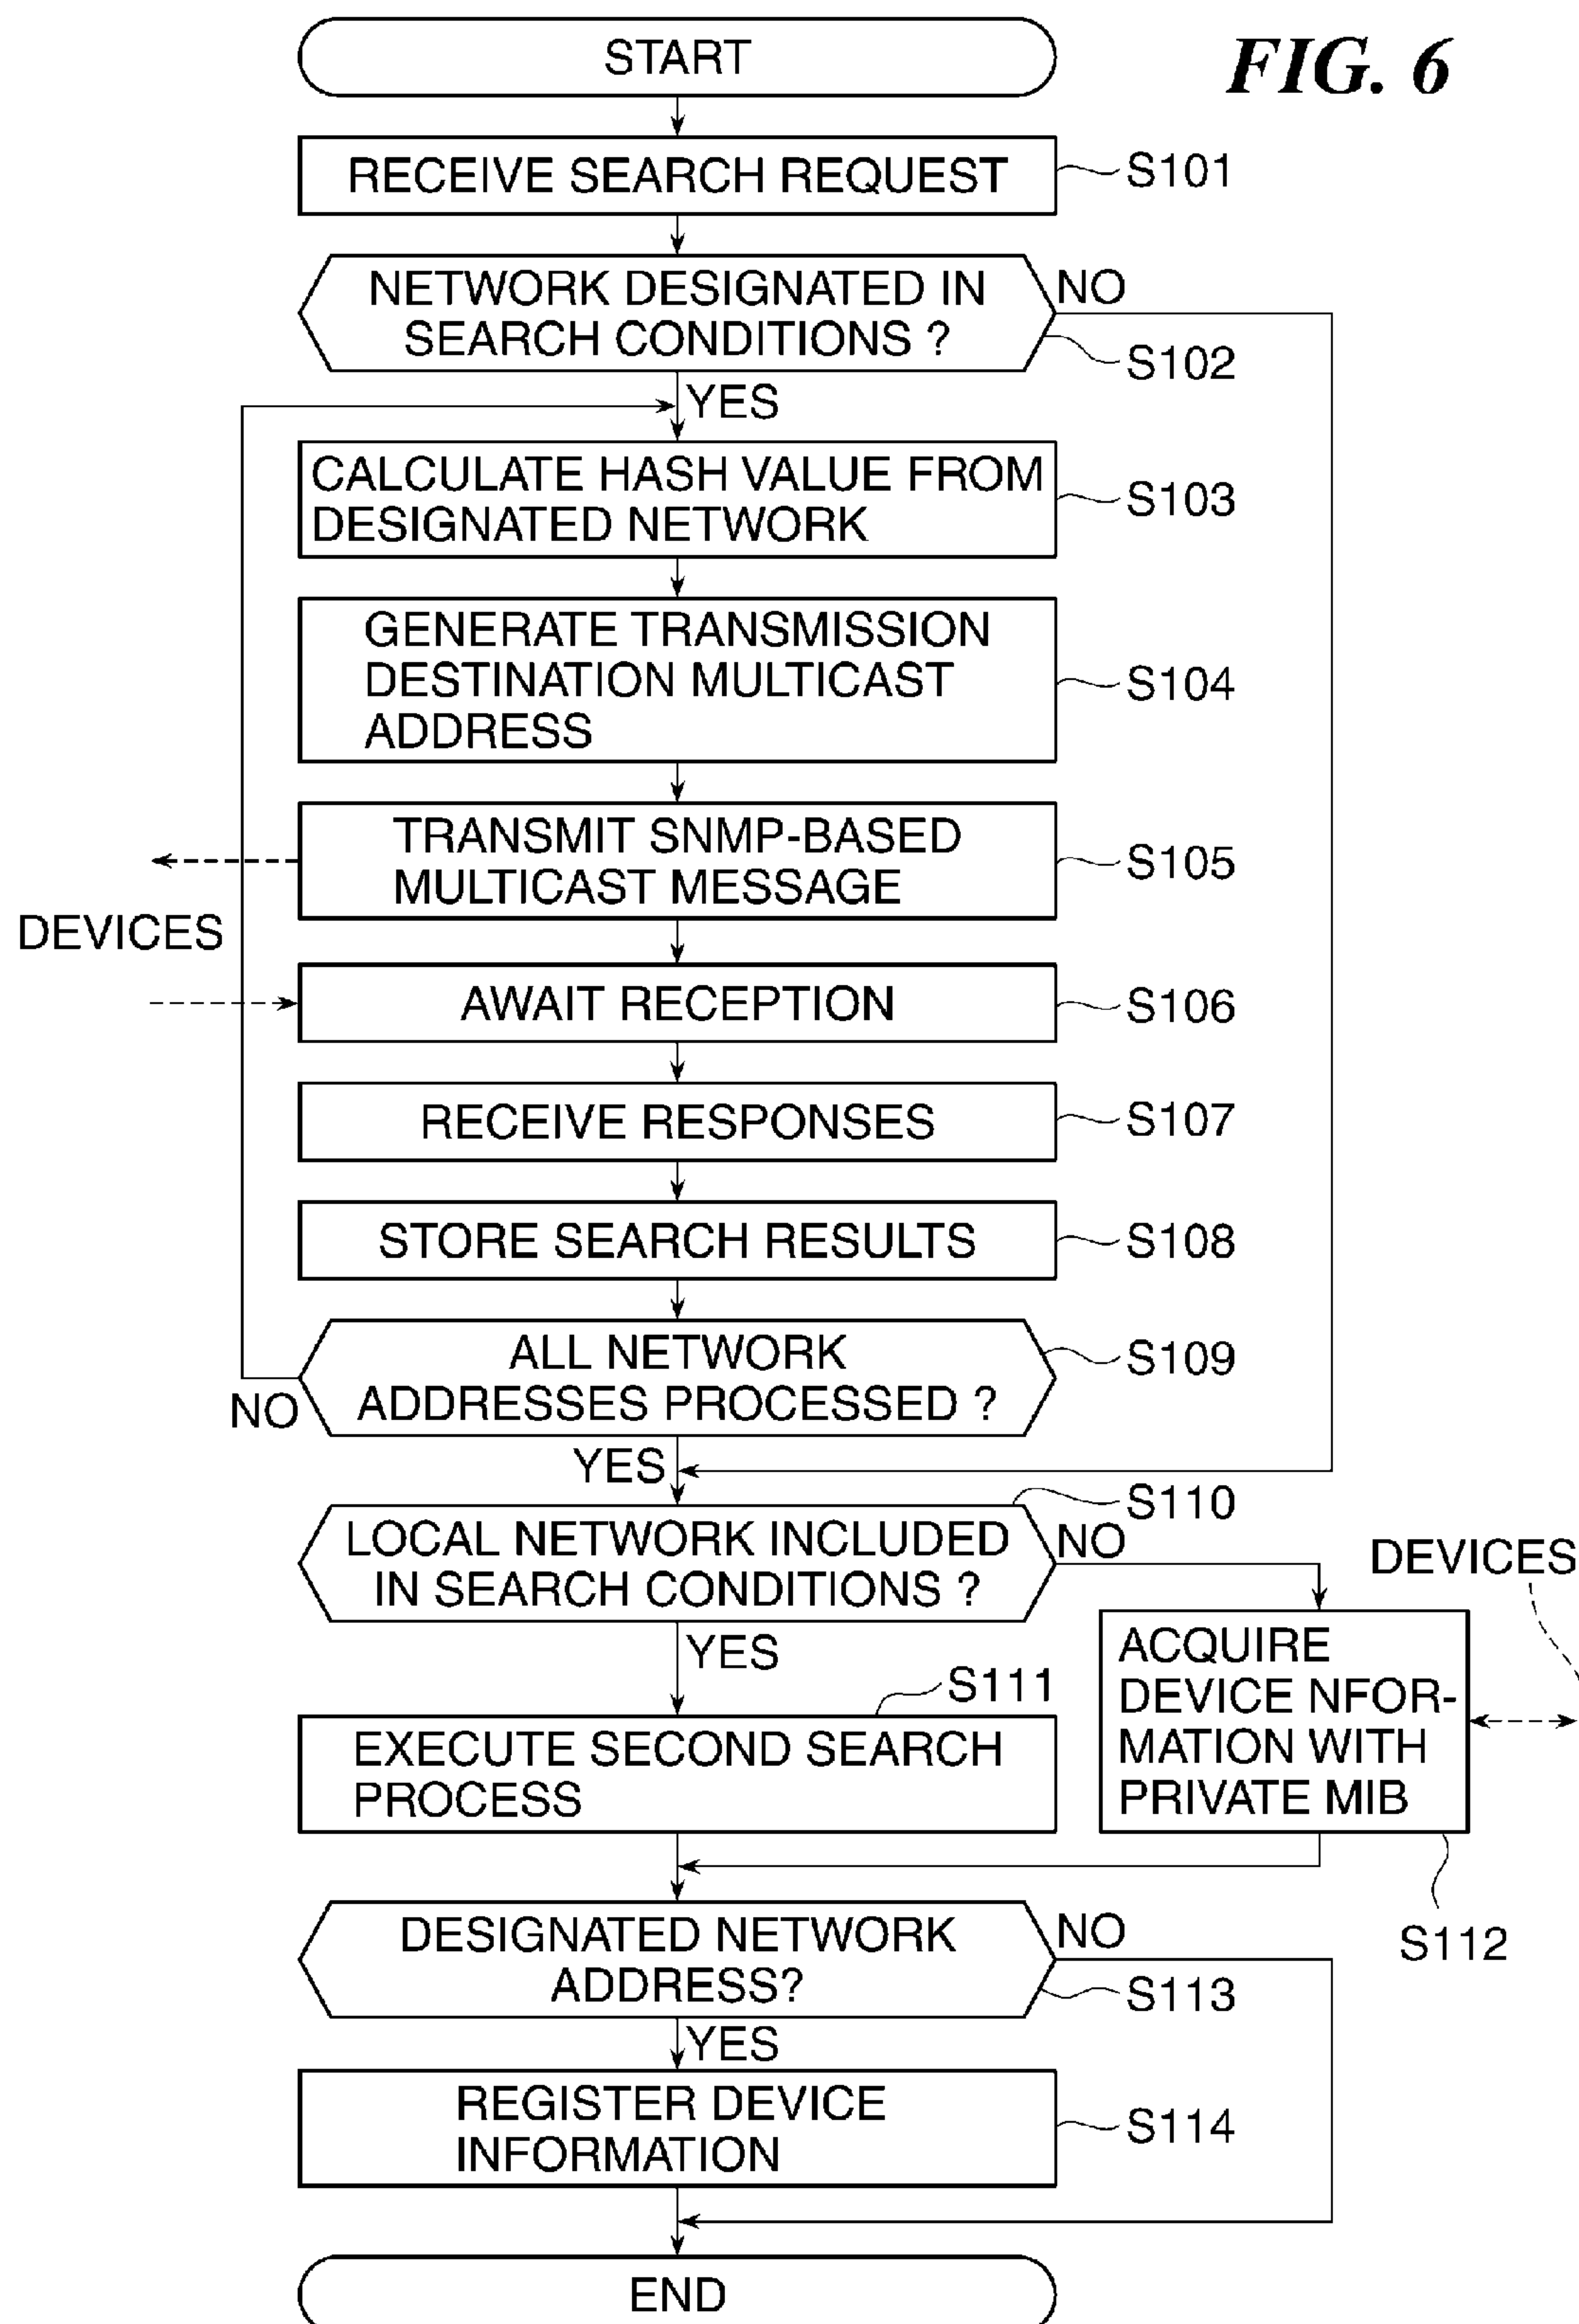 FIG. 6
START
RECEIVE SEARCH REQUEST
S101
NETWORK DESIGNATED IN
SEARCH CONDITIONS ?
NO
S102
YES
CALCULATE HASH VALUE FROM
DESIGNATED NETWORK
S103
GENERATE TRANSMISSION
DESTINATION MULTICAST
ADDRESS
S104
TRANSMIT SNMP-BASED
MULTICAST MESSAGE
S105
DEVICES
AWAIT RECEPTION
S106
RECEIVE RESPONSES
S107
STORE SEARCH RESULTS
S108
ALL NETWORK
ADDRESSES PROCESSED ?
S109
NO
YES
S110
LOCAL NETWORK INCLUDED
IN SEARCH CONDITIONS ?
NO
DEVICES
YES
ACQUIRE
DEVICE NFOR-
MATION WITH
PRIVATE MIB
S111
EXECUTE SECOND SEARCH
PROCESS
S112
DESIGNATED NETWORK
ADDRESS?
NO
S113
YES
REGISTER DEVICE
INFORMATION
S114
END